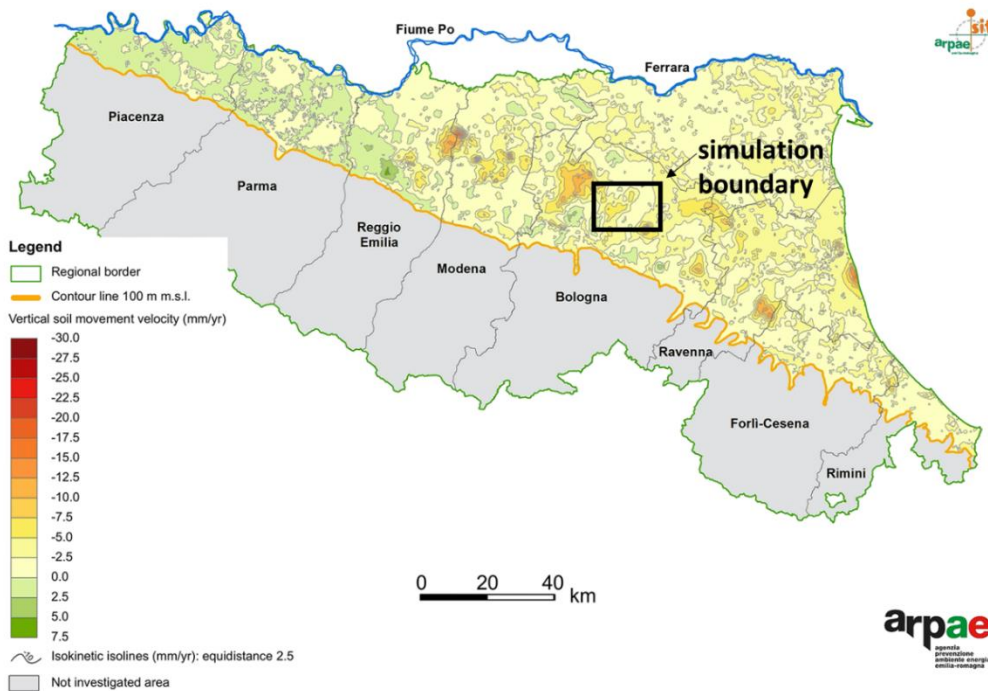 Fiume Po
Ferrara
arpae
Piacenza
simulation
boundary
Parma
Reggio
Emilia
Modena
Bologna
Ravenna
Forlì-Cesena
Rimini
Legend
Regional border
Contour line 100 m m.s.l.
Vertical soil movement velocity (mm/yr)
-30.0
-27.5
-25.0
-22.5
-20.0
-17.5
-15.0
-12.5
-10.0
-7.5
-5.0
-2.5
0.0
2.5
5.0
7.5
Isokinetic isolines (mm/yr): equidistance 2.5
Not investigated area
0 20 40
km
arpae
agenzia
prevenzione
ambiente energia
emilia-romagna